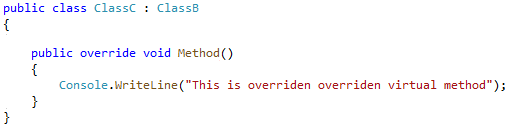 public class ClassC : ClassB
{
public override void Method()
{
Console.WriteLine("This is overriden overriden virtual method");
}
}